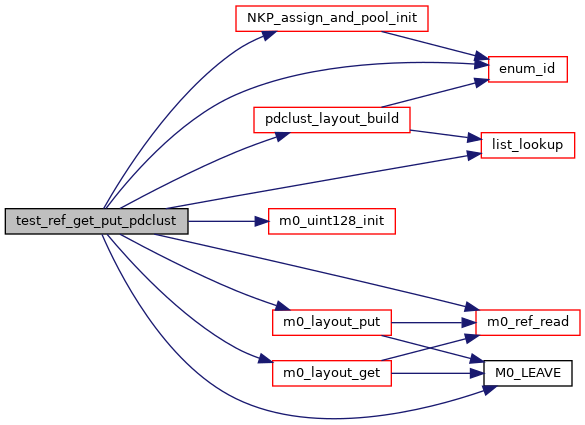 NKP_assign_and_pool_init
enum_id
pdclust_layout_build
list_lookup
test_ref_get_put_pdclust
m0_uint128_init
m0_layout_put
m0_ref_read
m0_layout_get
M0_LEAVE